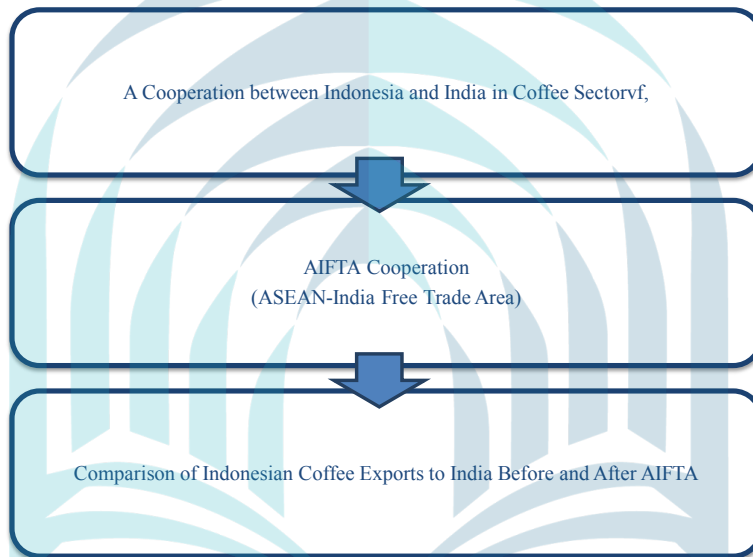 A Cooperation between Indonesia and India in Coffee Sectorvf,
AIFTA Cooperation
(ASEAN-India Free Trade Area)
Comparison of Indonesian Coffee Exports to India Before and After AIFTA